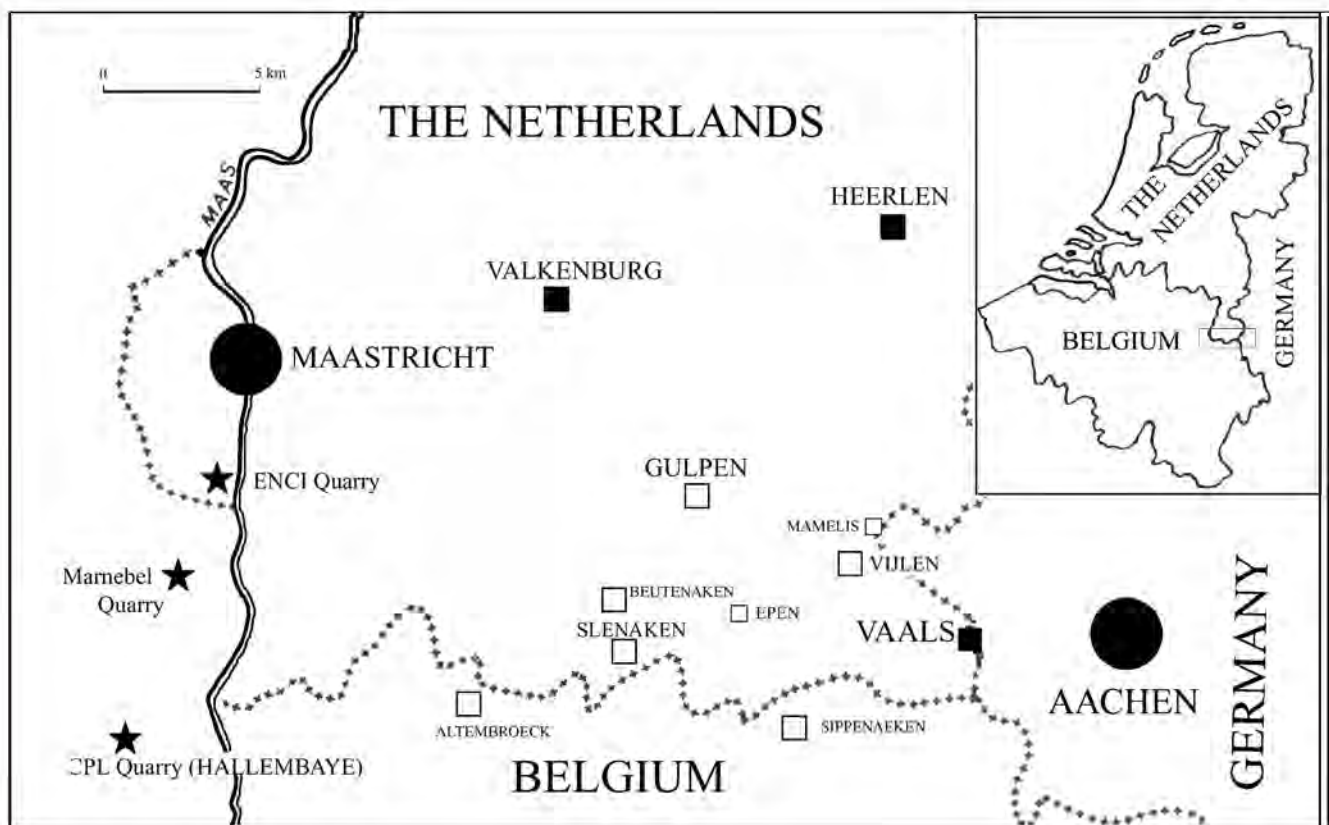 0
5 km
THE NETHERLANDS
MAAS
HEERLEN
VALKENBURG
MAASTRICHT
ENCI Quarry
GULPEN
MAMELIS
VIJLEN
Marnebel
Quarry
BEUTENAKEN
EPEN
SLENAKEN
VAALS
AACHEN
GERMANY
ALTEMBROECK
SIPPENAEKEN
CPL Quarry (HALLEMBAYE)
BELGIUM
THE
NETHERLANDS
BELGIUM
GERMANY